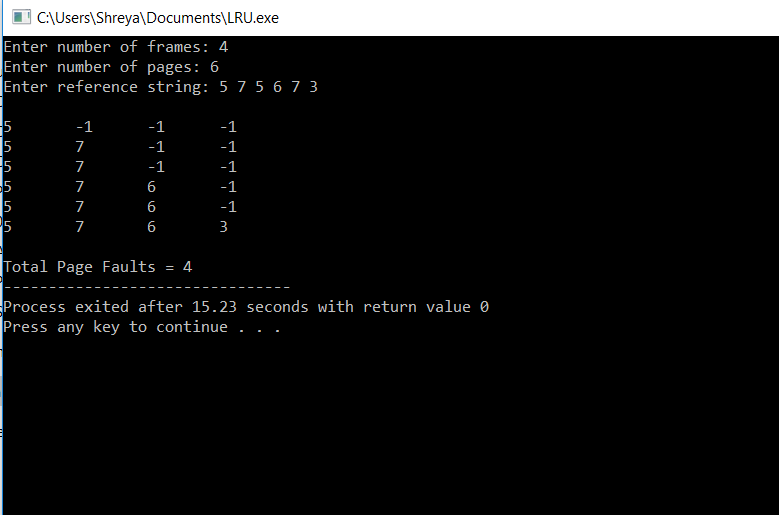 C:\Users\Shreya\Documents\LRU.exe
Enter number of frames: 4
Enter number of pages: 6
Enter reference string: 5 7 5 6 7 3
5 -1 -1 -1
5 7 -1 -1
5 7 -1 -1
5 7 6 -1
5 7 6 -1
5 7 6 3
Total Page Faults = 4
--------------------------------
Process exited after 15.23 seconds with return value 0
Press any key to continue . . .